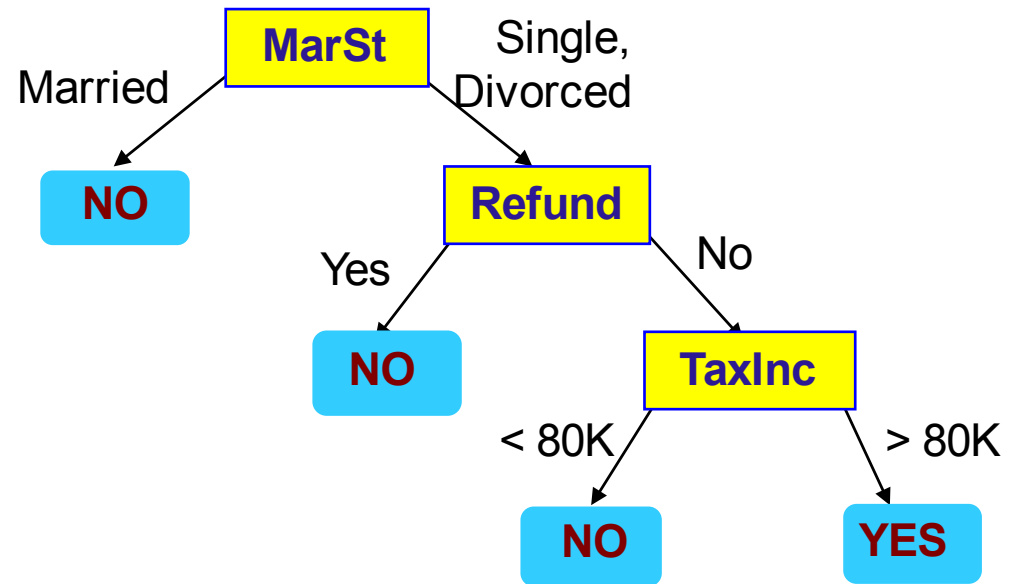 MarSt
Single,
Married
Divorced
NO
Refund
Yes
No
NO
TaxInc
< 80K
> 80K
NO
YES